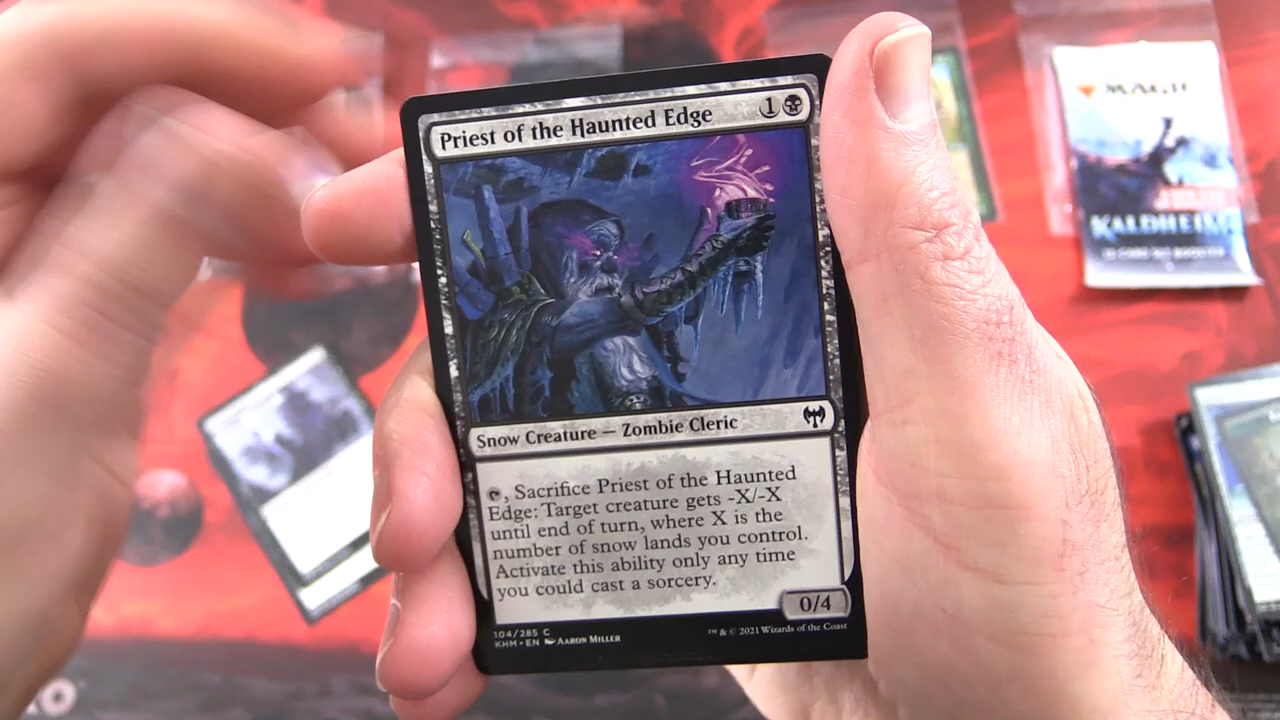 Priest of the Haunted Edge 1
Snow Creature — Zombie Cleric
, Sacrifice Priest of the Haunted
Edge: Target creature gets -X/-X
until end of turn, where X is the
number of snow lands you control.
Activate this ability only any time
you could cast a sorcery.
0/4
104/285 C
KHM • EN AARON MILLER
™ & © 2021 Wizards of the Coast
MAGIC
KALDHEIM